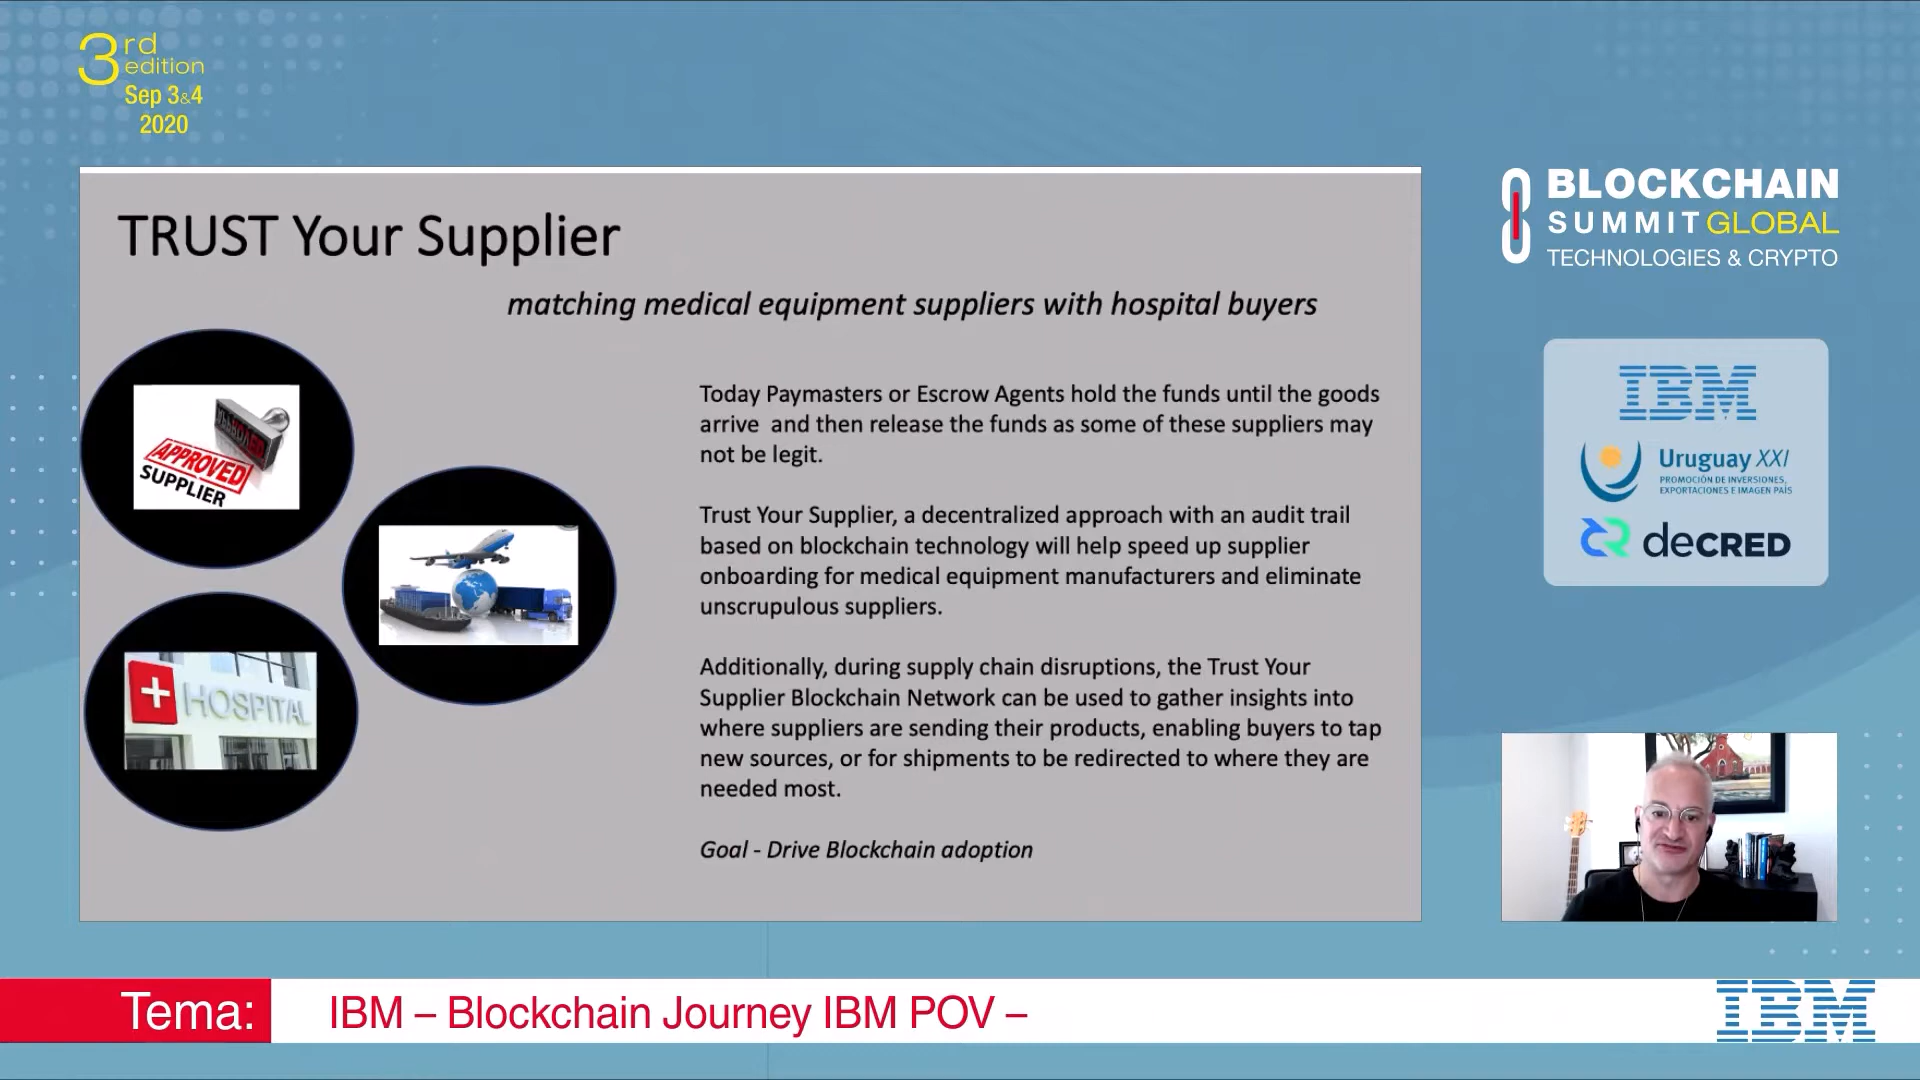 3rd
edition
Sep 3&4
2020
BLOCKCHAIN
SUMMIT GLOBAL
TECHNOLOGIES & CRYPTO
TRUST Your Supplier
matching medical equipment suppliers with hospital buyers
APPROVED
SUPPLIER
HOSPITAL
Today Paymasters or Escrow Agents hold the funds until the goods
arrive and then release the funds as some of these suppliers may
not be legit.
Trust Your Supplier, a decentralized approach with an audit trail
based on blockchain technology will help speed up supplier
onboarding for medical equipment manufacturers and eliminate
unscrupulous suppliers.
Additionally, during supply chain disruptions, the Trust Your
Supplier Blockchain Network can be used to gather insights into
where suppliers are sending their products, enabling buyers to tap
new sources, or for shipments to be redirected to where they are
needed most.
Goal - Drive Blockchain adoption
IBM
Uruguay XXI
PROMOCIÓN DE INVERSIONES,
EXPORTACIONES E IMAGEN PAÍS
deCRED
Tema:
IBM – Blockchain Journey IBM POV –
IBM